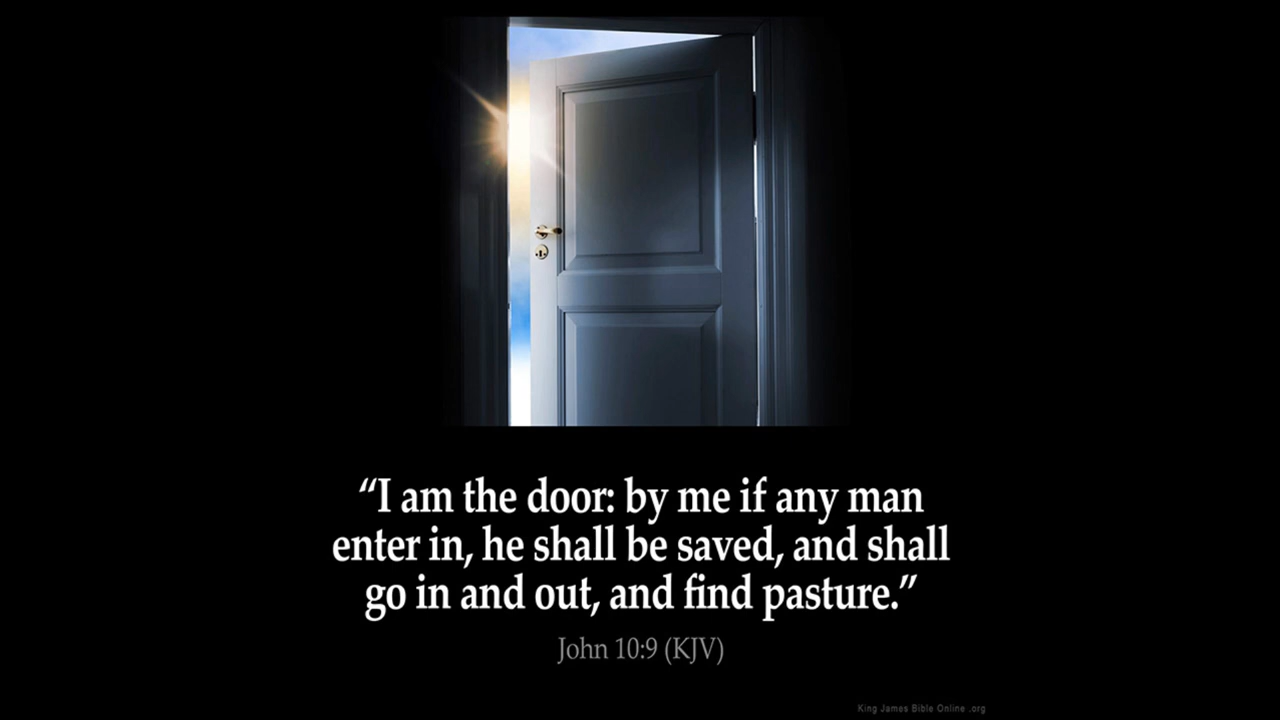 “I am the door: by me if any man
enter in, he shall be saved, and shall
go in and out, and find pasture.”
John 10:9 (KJV)
King James Bible Online .org